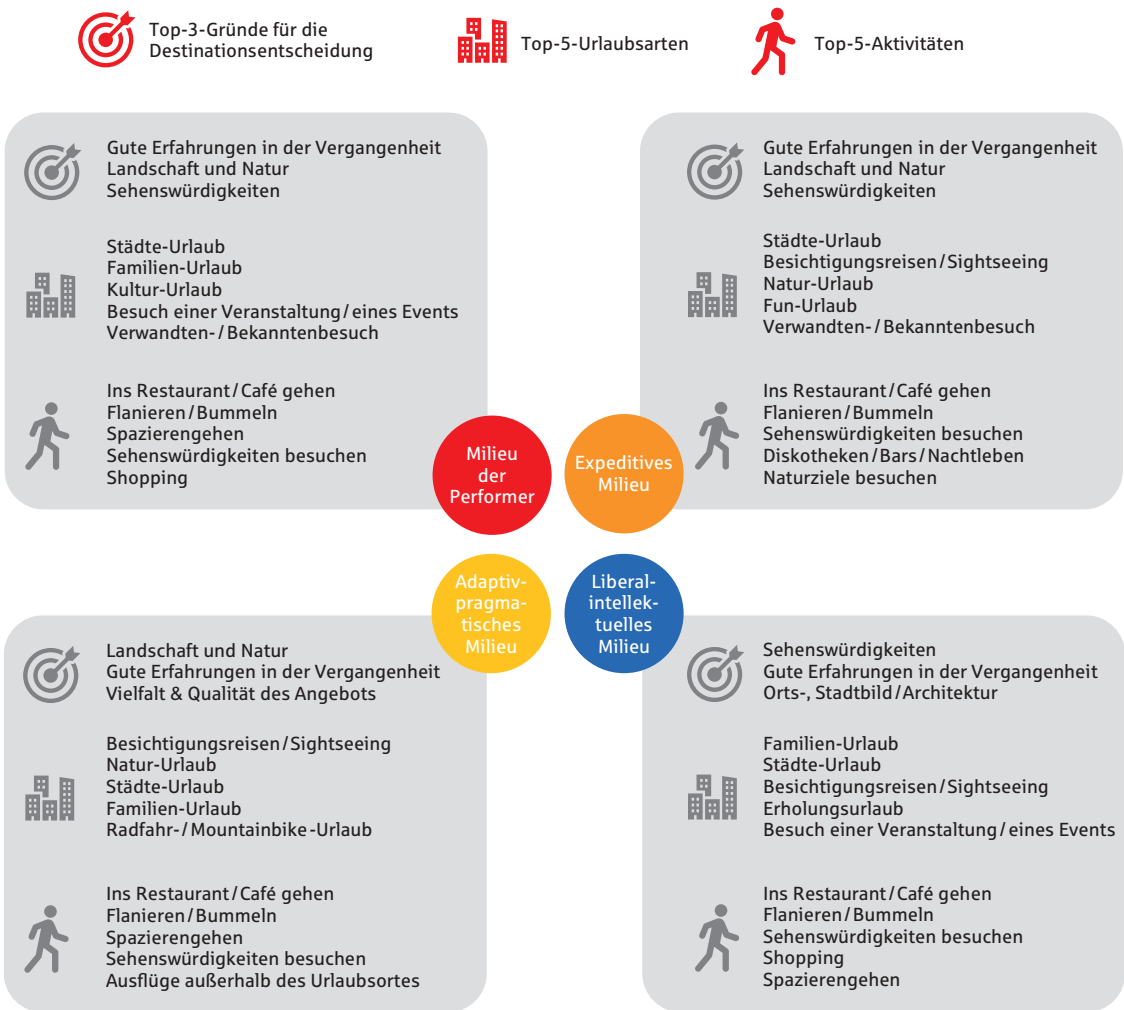 Top-3-Gründe für die
Destinationsentscheidung
Top-5-Urlaubsarten
Top-5-Aktivitäten
Gute Erfahrungen in der Vergangenheit
Landschaft und Natur
Sehenswürdigkeiten
Städte-Urlaub
Familien-Urlaub
Kultur-Urlaub
Besuch einer Veranstaltung/eines Events
Verwandten-/Bekanntenbesuch
Ins Restaurant/Café gehen
Flanieren/Bummeln
Spazierengehen
Sehenswürdigkeiten besuchen
Shopping
Milieu
der
Performer
Gute Erfahrungen in der Vergangenheit
Landschaft und Natur
Sehenswürdigkeiten
Städte-Urlaub
Besichtigungsreisen/Sightseeing
Natur-Urlaub
Fun-Urlaub
Verwandten-/Bekanntenbesuch
Ins Restaurant/Café gehen
Flanieren/Bummeln
Sehenswürdigkeiten besuchen
Diskotheken/Bars/Nachtleben
Naturziele besuchen
Expeditives
Milieu
Adaptiv-
pragma-
tisches
Milieu
Landschaft und Natur
Gute Erfahrungen in der Vergangenheit
Vielfalt & Qualität des Angebots
Besichtigungsreisen/Sightseeing
Natur-Urlaub
Städte-Urlaub
Familien-Urlaub
Radfahr-/Mountainbike-Urlaub
Ins Restaurant/Café gehen
Flanieren/Bummeln
Spazierengehen
Sehenswürdigkeiten besuchen
Ausflüge außerhalb des Urlaubsortes
Liberal-
intellek-
tuelles
Milieu
Sehenswürdigkeiten
Gute Erfahrungen in der Vergangenheit
Orts-, Stadtbild/Architektur
Familien-Urlaub
Städte-Urlaub
Besichtigungsreisen/Sightseeing
Erholungsurlaub
Besuch einer Veranstaltung/eines Events
Ins Restaurant/Café gehen
Flanieren/Bummeln
Sehenswürdigkeiten besuchen
Shopping
Spazierengehen